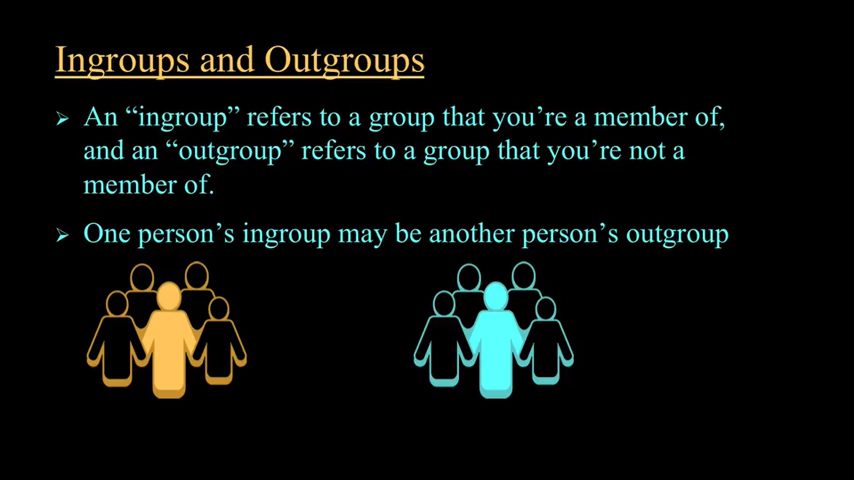 Ingroups and Outgroups
➢ An “ingroup” refers to a group that you’re a member of,
and an “outgroup” refers to a group that you’re not a
member of.
➢ One person’s ingroup may be another person’s outgroup